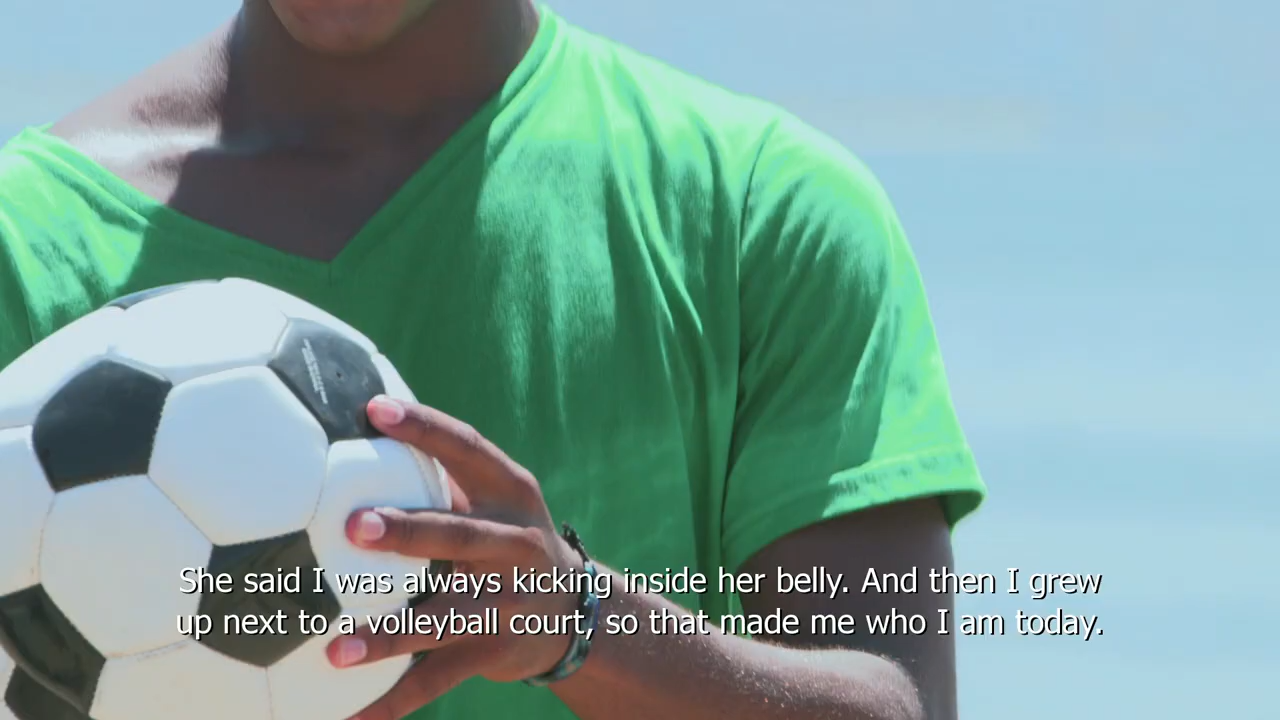 She said I was always kicking inside her belly. And then I grew
up next to a volleyball court, so that made me who I am today.